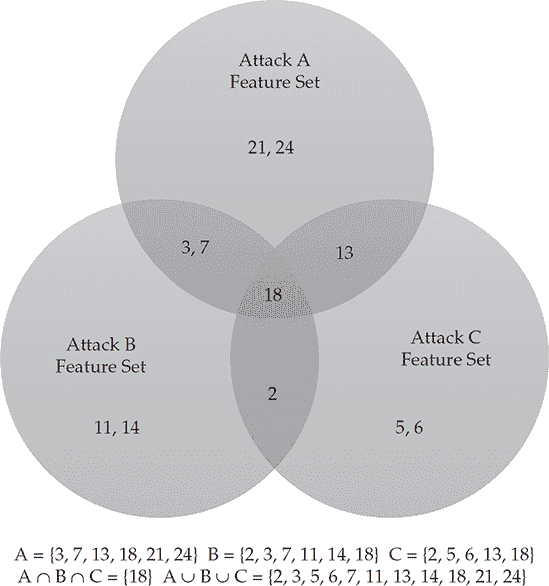 Attack A
Feature Set
21, 24
3, 7
13
18
Attack B
Feature Set
Attack C
Feature Set
2
11, 14
5, 6
A = {3, 7, 13, 18, 21, 24}  B = {2, 3, 7, 11, 14, 18}  C = {2, 5, 6, 13, 18}
A ∩ B ∩ C = {18}  A ∪ B ∪ C = {2, 3, 5, 6, 7, 11, 13, 14, 18, 21, 24}